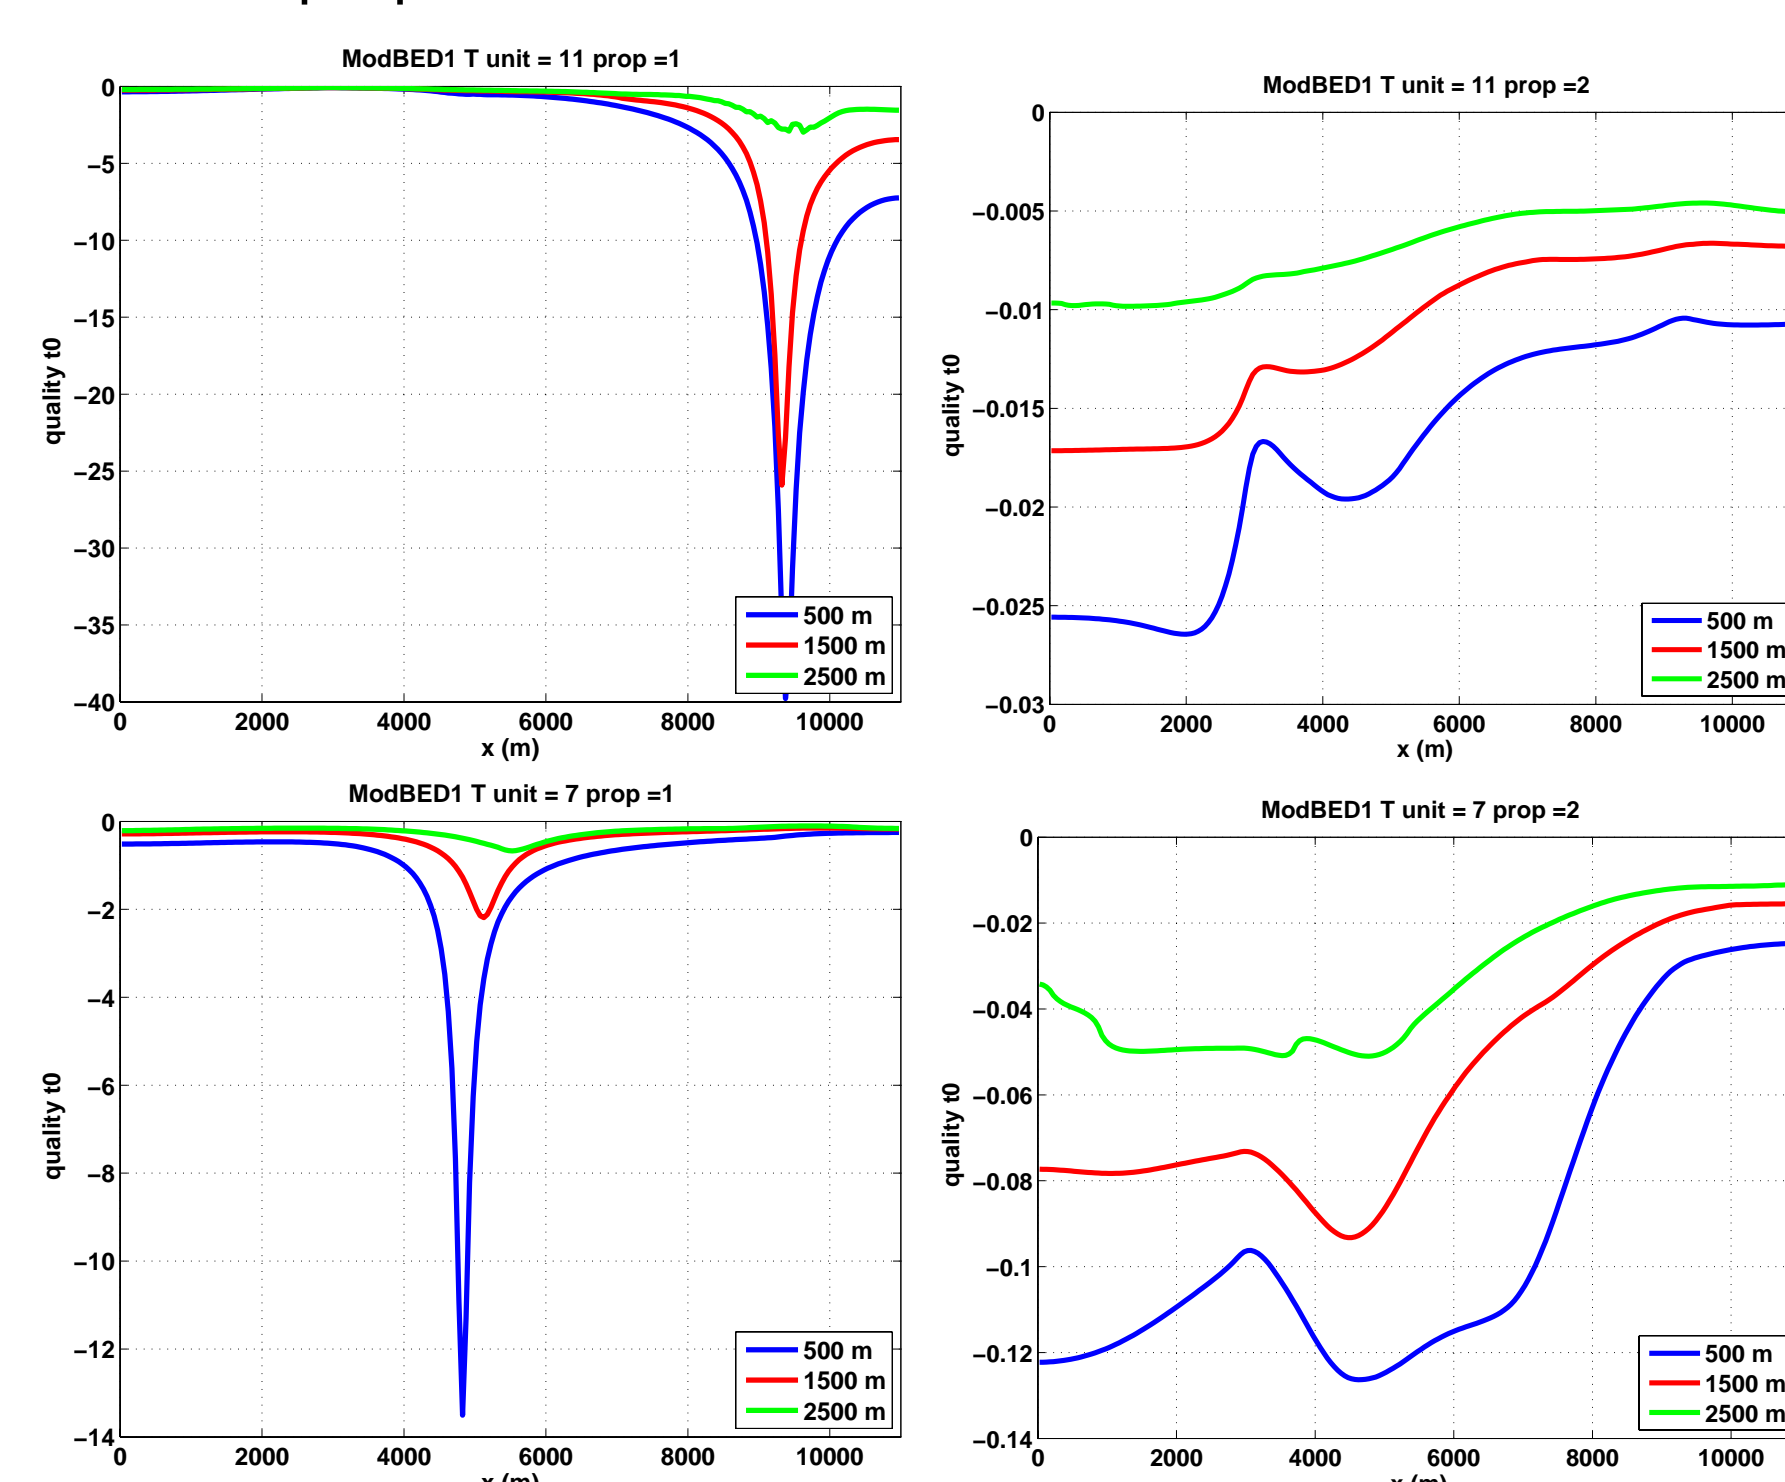 ModBED1 T unit = 11 prop =1
0
−5
−10
−15
−20
−25
−30
−35
−40
quality t0
500 m
1500 m
2500 m
0 2000 4000 6000 8000 10000
x (m)
ModBED1 T unit = 11 prop =2
0
−0.005
−0.01
−0.015
−0.02
−0.025
−0.03
quality t0
500 m
1500 m
2500 m
0 2000 4000 6000 8000 10000
x (m)
ModBED1 T unit = 7 prop =1
0
−2
−4
−6
−8
−10
−12
−14
quality t0
500 m
1500 m
2500 m
0 2000 4000 6000 8000 10000
x (m)
ModBED1 T unit = 7 prop =2
0
−0.02
−0.04
−0.06
−0.08
−0.1
−0.12
−0.14
quality t0
500 m
1500 m
2500 m
0 2000 4000 6000 8000 10000
x (m)